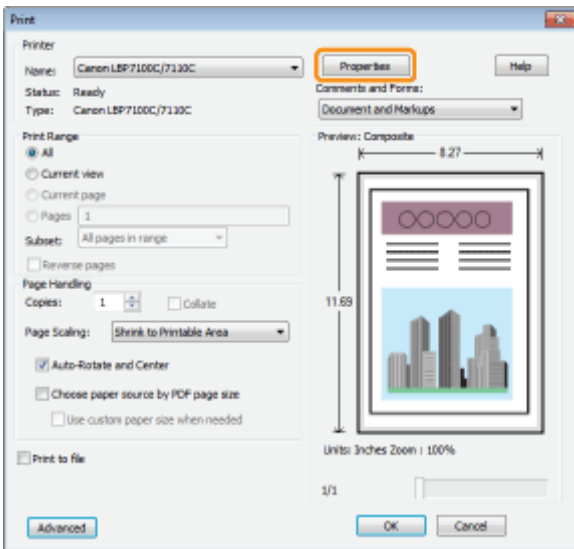 Print
Printer
Name: Canon LBP7100C/7110C
Properties
Help
Status: Ready
Comments and Forms:
Type: Canon LBP7100C/7110C
Document and Markups
Print Range
All
Current view
Current page
Pages 1
Subset: All pages in range
Reverse pages
Page Handling
Copies: 1 Collate
Page Scaling: Shrink to Printable Area
Auto-Rotate and Center
Choose paper source by PDF page size
Use custom paper size when needed
Print to file
Preview: Composite
8.27
11.69
Units: Inches Zoom : 100%
1/1
Advanced
OK
Cancel